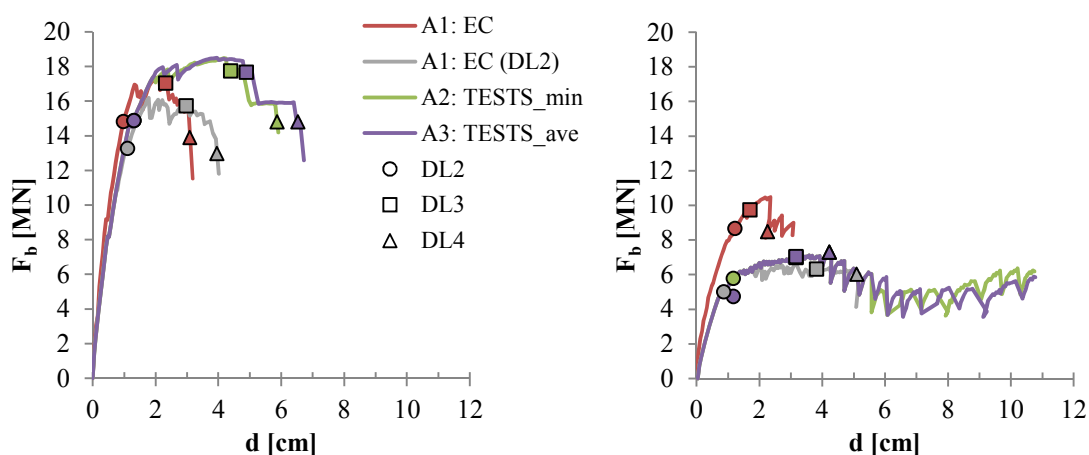 20
18
16
14
12
10
8
6
4
2
0
F_b [MN]
0 2 4 6 8 10 12
d [cm]
A1: EC
A1: EC (DL2)
A2: TESTS_min
A3: TESTS_ave
DL2
DL3
DL4
20
18
16
14
12
10
8
6
4
2
0
F_b [MN]
0 2 4 6 8 10 12
d [cm]